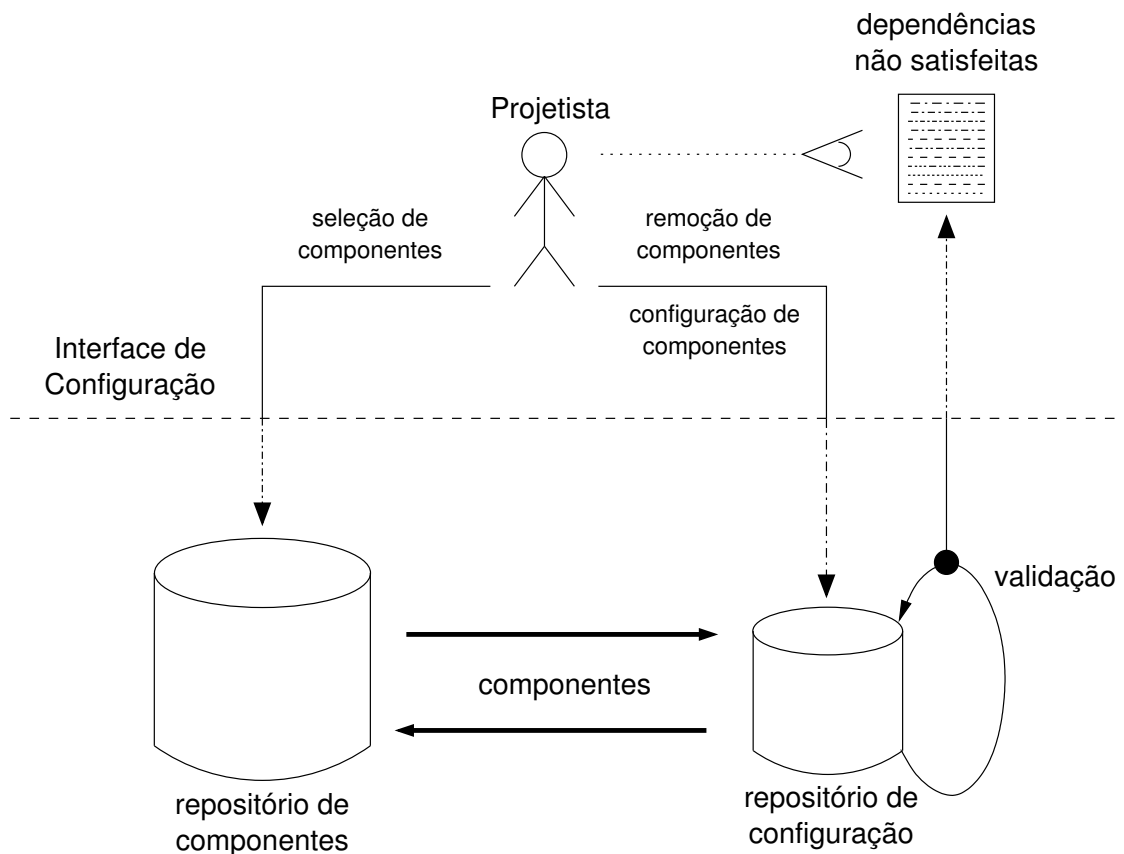 dependências
não satisfeitas
Projetista
seleção de
componentes
remoção de
componentes
configuração de
componentes
Interface de
Configuração
validação
componentes
repositório de
componentes
repositório de
configuração